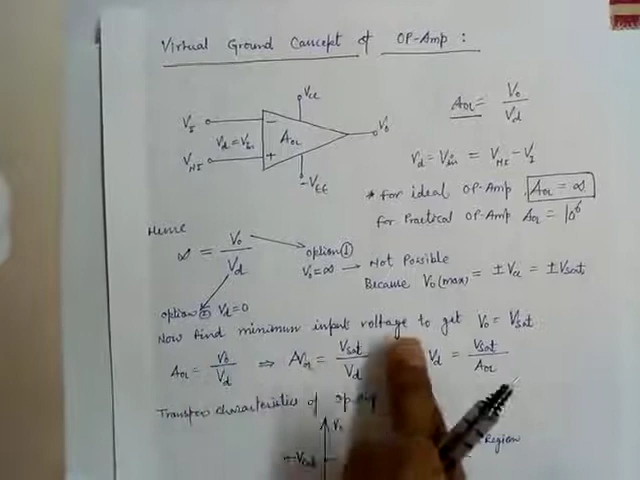 Virtual Ground Concept of OP-Amp :
VCC
VI
Vd = Vin
AOL
Vo
VNI
-VEE
AOL = Vo / Vd
Vd = Vin = VNI - VI
* For ideal OP-Amp AOL = ∞
for Practical OP-Amp AOL = 10⁶
Hence
∞ = Vo / Vd
option ①
Vo = ∞ → Not Possible
Because Vo(max) = ± Vcc = ± Vsat
option ② Vd = 0
Now find minimum input voltage to get Vo = Vsat
AOL = Vo / Vd ⇒ AOL = Vsat / Vd
Vd = Vsat / AOL
Transfer characteristics of op
Vo
Region